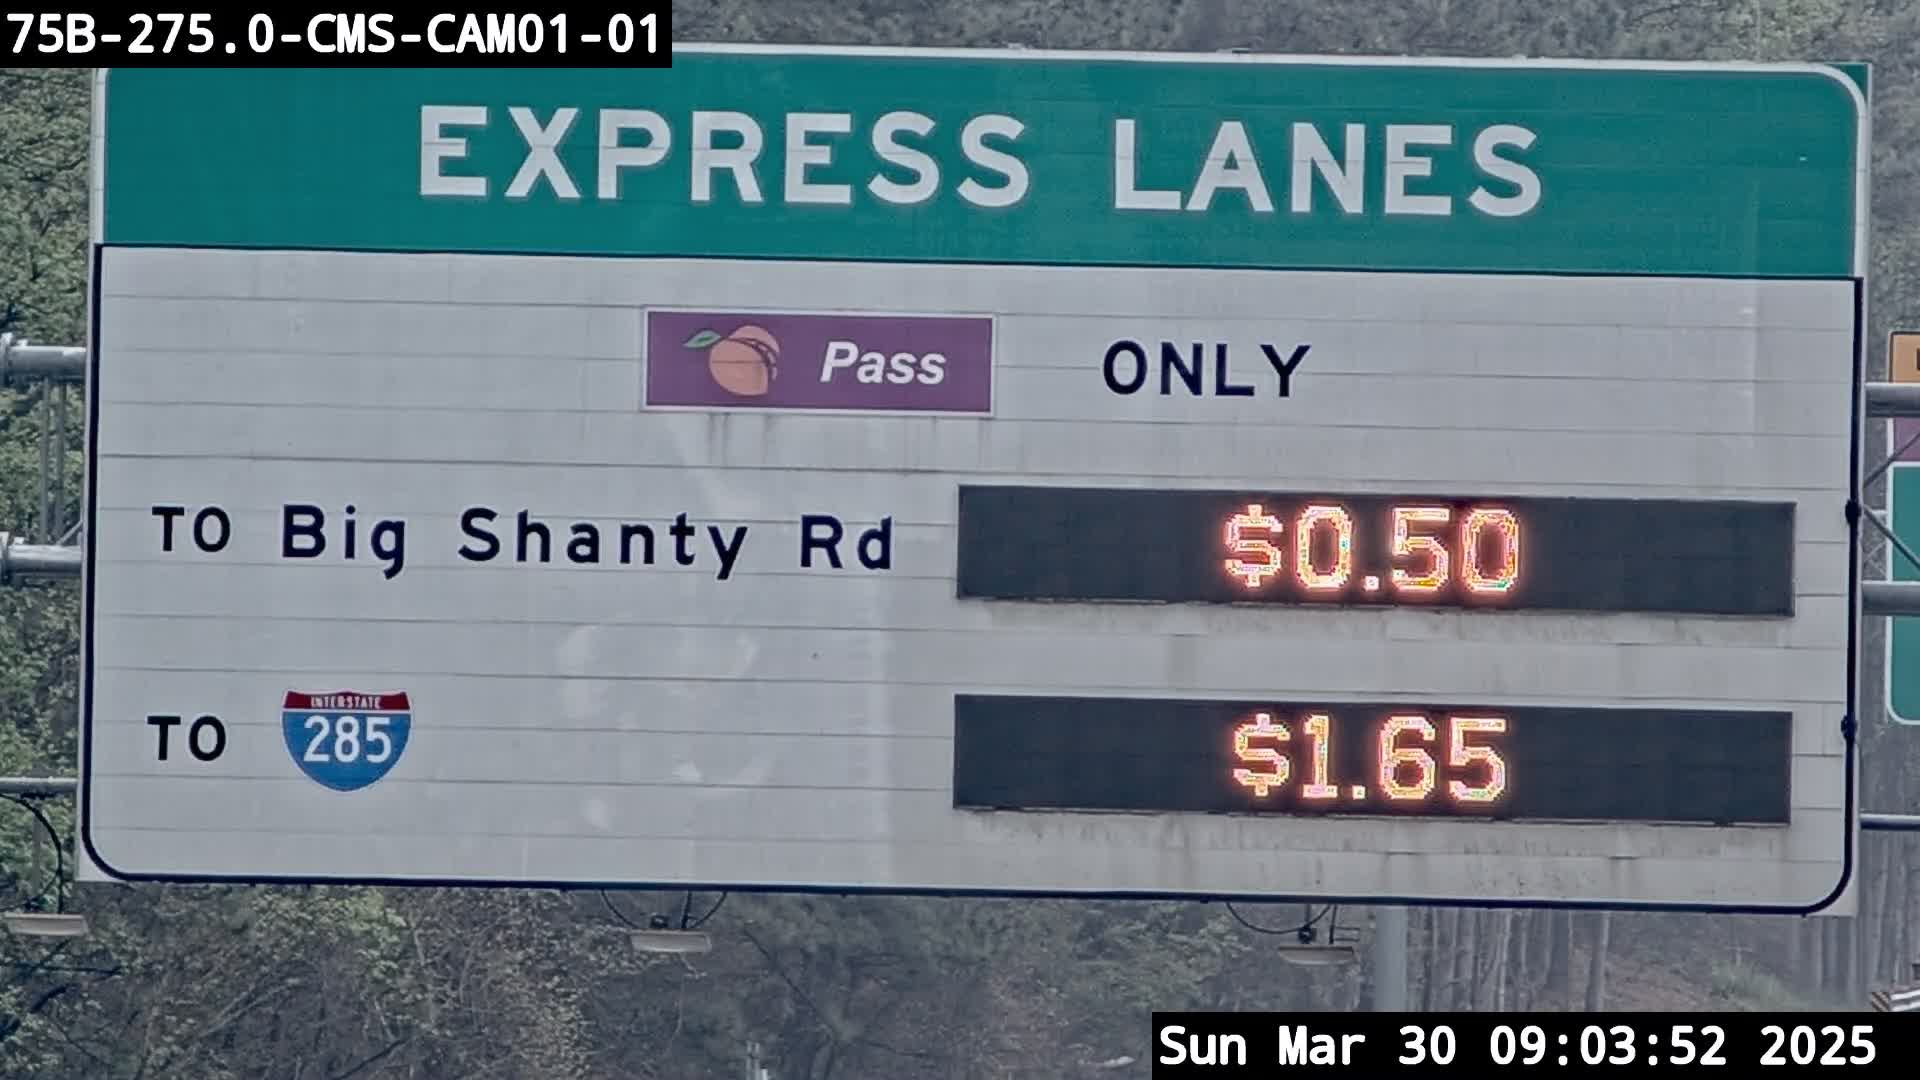 75B-275.0-CMS-CAM01-01
EXPRESS LANES
Pass ONLY
TO Big Shanty Rd $0.50
TO INTERSTATE 285 $1.65
Sun Mar 30 09:03:52 2025